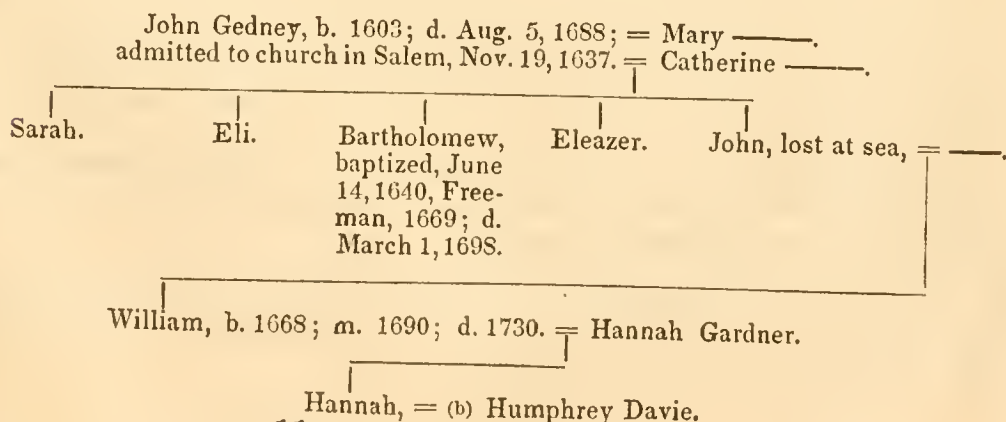 John Gedney, b. 1603; d. Aug. 5, 1688; = Mary ———.
admitted to church in Salem, Nov. 19, 1637. = Catherine ———.
Sarah.
Eli.
Bartholomew,
baptized, June
14, 1640, Free-
man, 1669; d.
March 1, 1698.
Eleazer.
John, lost at sea, = ——.
William, b. 1668; m. 1690; d. 1730. = Hannah Gardner.
Hannah, = (b) Humphrey Davie.